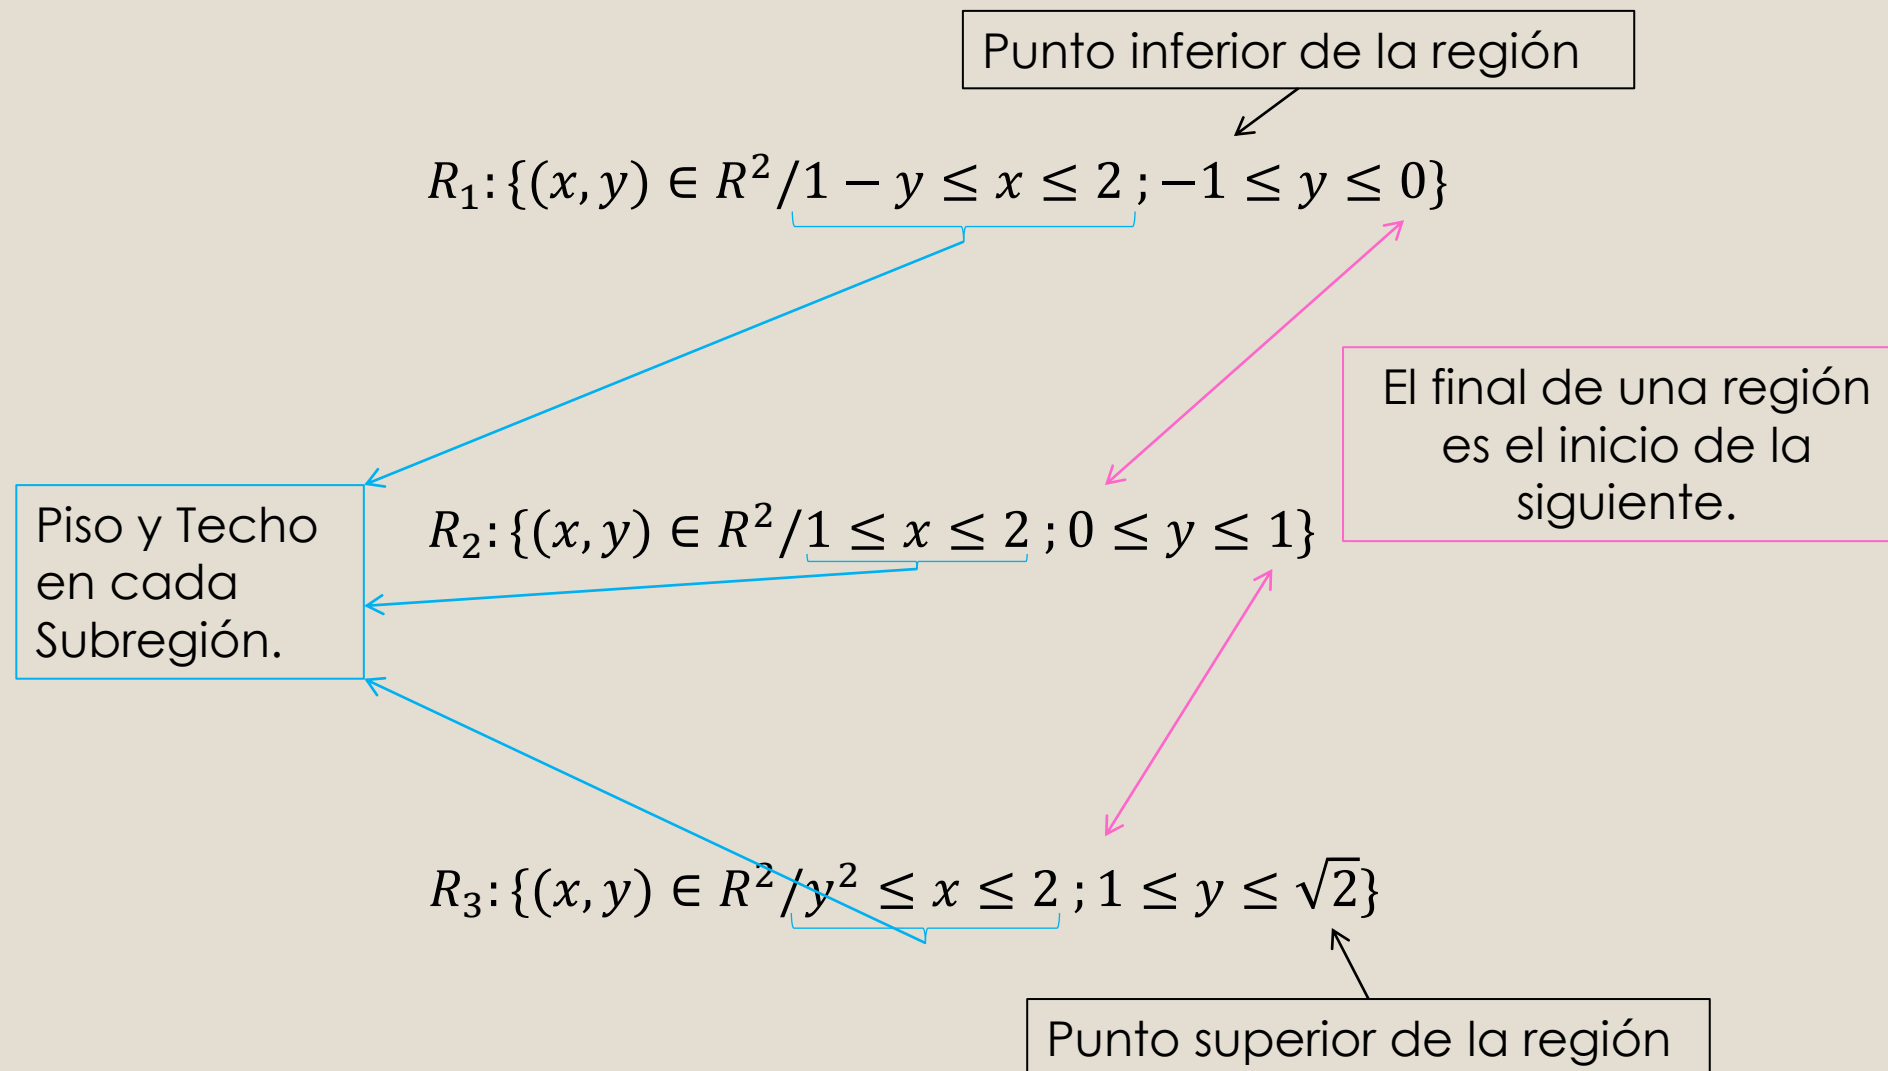 Punto inferior de la región
R₁:{(x, y) ∈ R²/1 − y ≤ x ≤ 2 ; −1 ≤ y ≤ 0}
El final de una región
es el inicio de la
siguiente.
Piso y Techo
en cada
Subregión.
R₂:{(x, y) ∈ R²/1 ≤ x ≤ 2 ; 0 ≤ y ≤ 1}
R₃:{(x, y) ∈ R²/y² ≤ x ≤ 2 ; 1 ≤ y ≤ √2}
Punto superior de la región